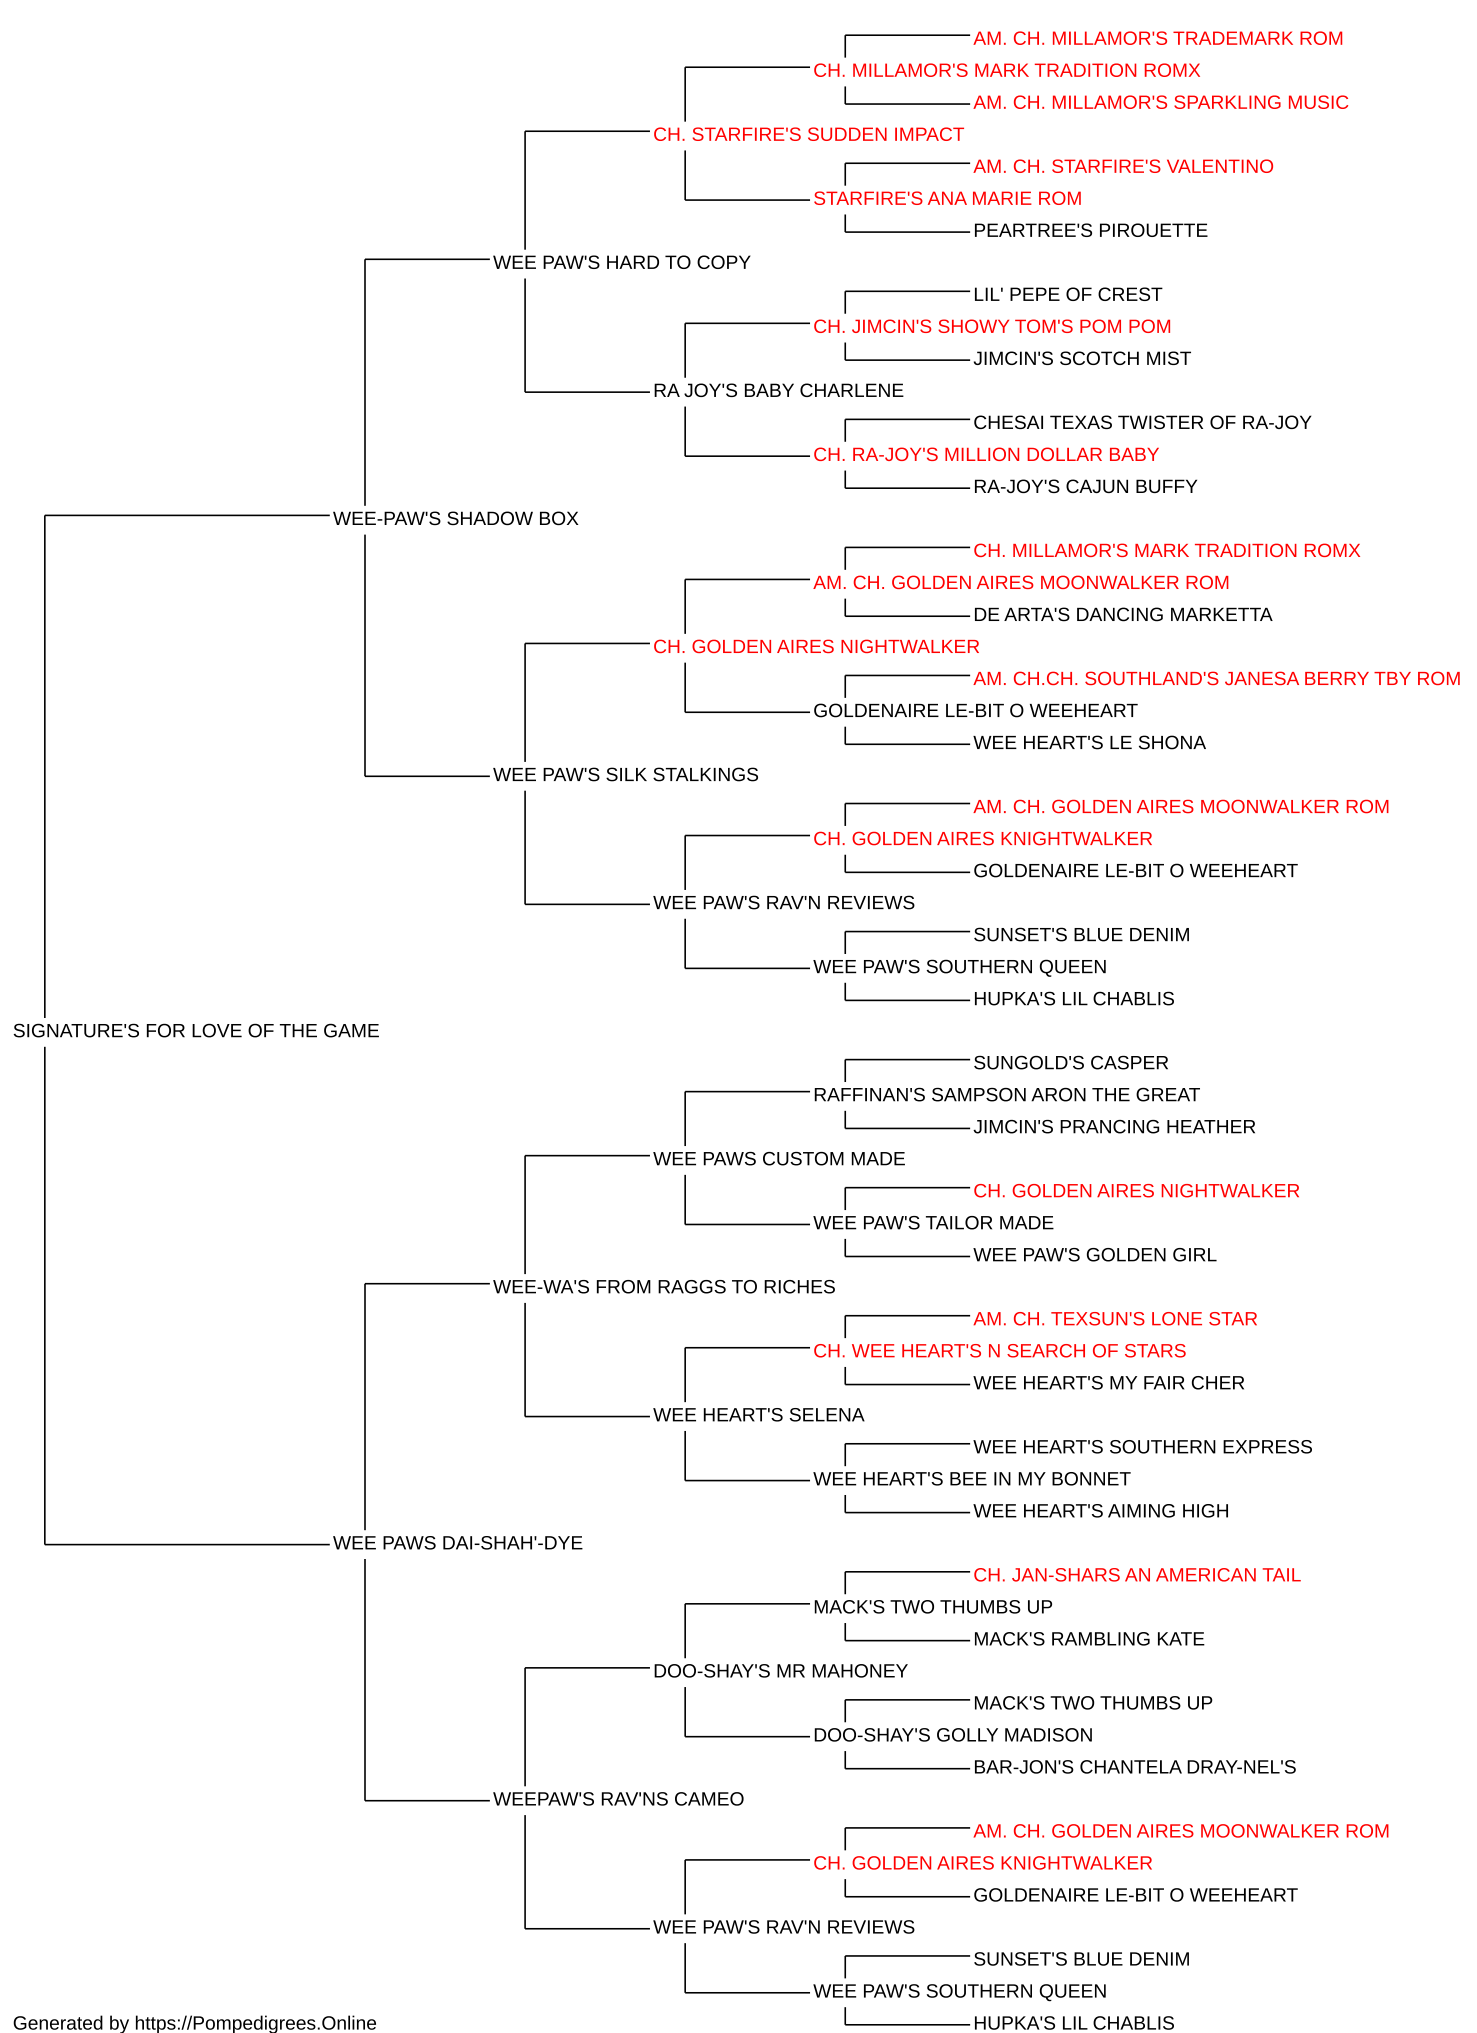 AM. CH. MILLAMOR'S TRADEMARK ROM
CH. MILLAMOR'S MARK TRADITION ROMX
AM. CH. MILLAMOR'S SPARKLING MUSIC
CH. STARFIRE'S SUDDEN IMPACT
AM. CH. STARFIRE'S VALENTINO
STARFIRE'S ANA MARIE ROM
PEARTREE'S PIROUETTE
WEE PAW'S HARD TO COPY
LIL' PEPE OF CREST
CH. JIMCIN'S SHOWY TOM'S POM POM
JIMCIN'S SCOTCH MIST
RA JOY'S BABY CHARLENE
CHESAI TEXAS TWISTER OF RA-JOY
CH. RA-JOY'S MILLION DOLLAR BABY
RA-JOY'S CAJUN BUFFY
WEE-PAW'S SHADOW BOX
CH. MILLAMOR'S MARK TRADITION ROMX
AM. CH. GOLDEN AIRES MOONWALKER ROM
DE ARTA'S DANCING MARKETTA
CH. GOLDEN AIRES NIGHTWALKER
AM. CH.CH. SOUTHLAND'S JANESA BERRY TBY ROM
GOLDENAIRE LE-BIT O WEEHEART
WEE HEART'S LE SHONA
WEE PAW'S SILK STALKINGS
AM. CH. GOLDEN AIRES MOONWALKER ROM
CH. GOLDEN AIRES KNIGHTWALKER
GOLDENAIRE LE-BIT O WEEHEART
WEE PAW'S RAV'N REVIEWS
SUNSET'S BLUE DENIM
WEE PAW'S SOUTHERN QUEEN
HUPKA'S LIL CHABLIS
SIGNATURE'S FOR LOVE OF THE GAME
SUNGOLD'S CASPER
RAFFINAN'S SAMPSON ARON THE GREAT
JIMCIN'S PRANCING HEATHER
WEE PAWS CUSTOM MADE
CH. GOLDEN AIRES NIGHTWALKER
WEE PAW'S TAILOR MADE
WEE PAW'S GOLDEN GIRL
WEE-WA'S FROM RAGGS TO RICHES
AM. CH. TEXSUN'S LONE STAR
CH. WEE HEART'S N SEARCH OF STARS
WEE HEART'S MY FAIR CHER
WEE HEART'S SELENA
WEE HEART'S SOUTHERN EXPRESS
WEE HEART'S BEE IN MY BONNET
WEE HEART'S AIMING HIGH
WEE PAWS DAI-SHAH'-DYE
CH. JAN-SHARS AN AMERICAN TAIL
MACK'S TWO THUMBS UP
MACK'S RAMBLING KATE
DOO-SHAY'S MR MAHONEY
MACK'S TWO THUMBS UP
DOO-SHAY'S GOLLY MADISON
BAR-JON'S CHANTELA DRAY-NEL'S
WEEPAW'S RAV'NS CAMEO
AM. CH. GOLDEN AIRES MOONWALKER ROM
CH. GOLDEN AIRES KNIGHTWALKER
GOLDENAIRE LE-BIT O WEEHEART
WEE PAW'S RAV'N REVIEWS
SUNSET'S BLUE DENIM
WEE PAW'S SOUTHERN QUEEN
HUPKA'S LIL CHABLIS
Generated by https://Pompedigrees.Online